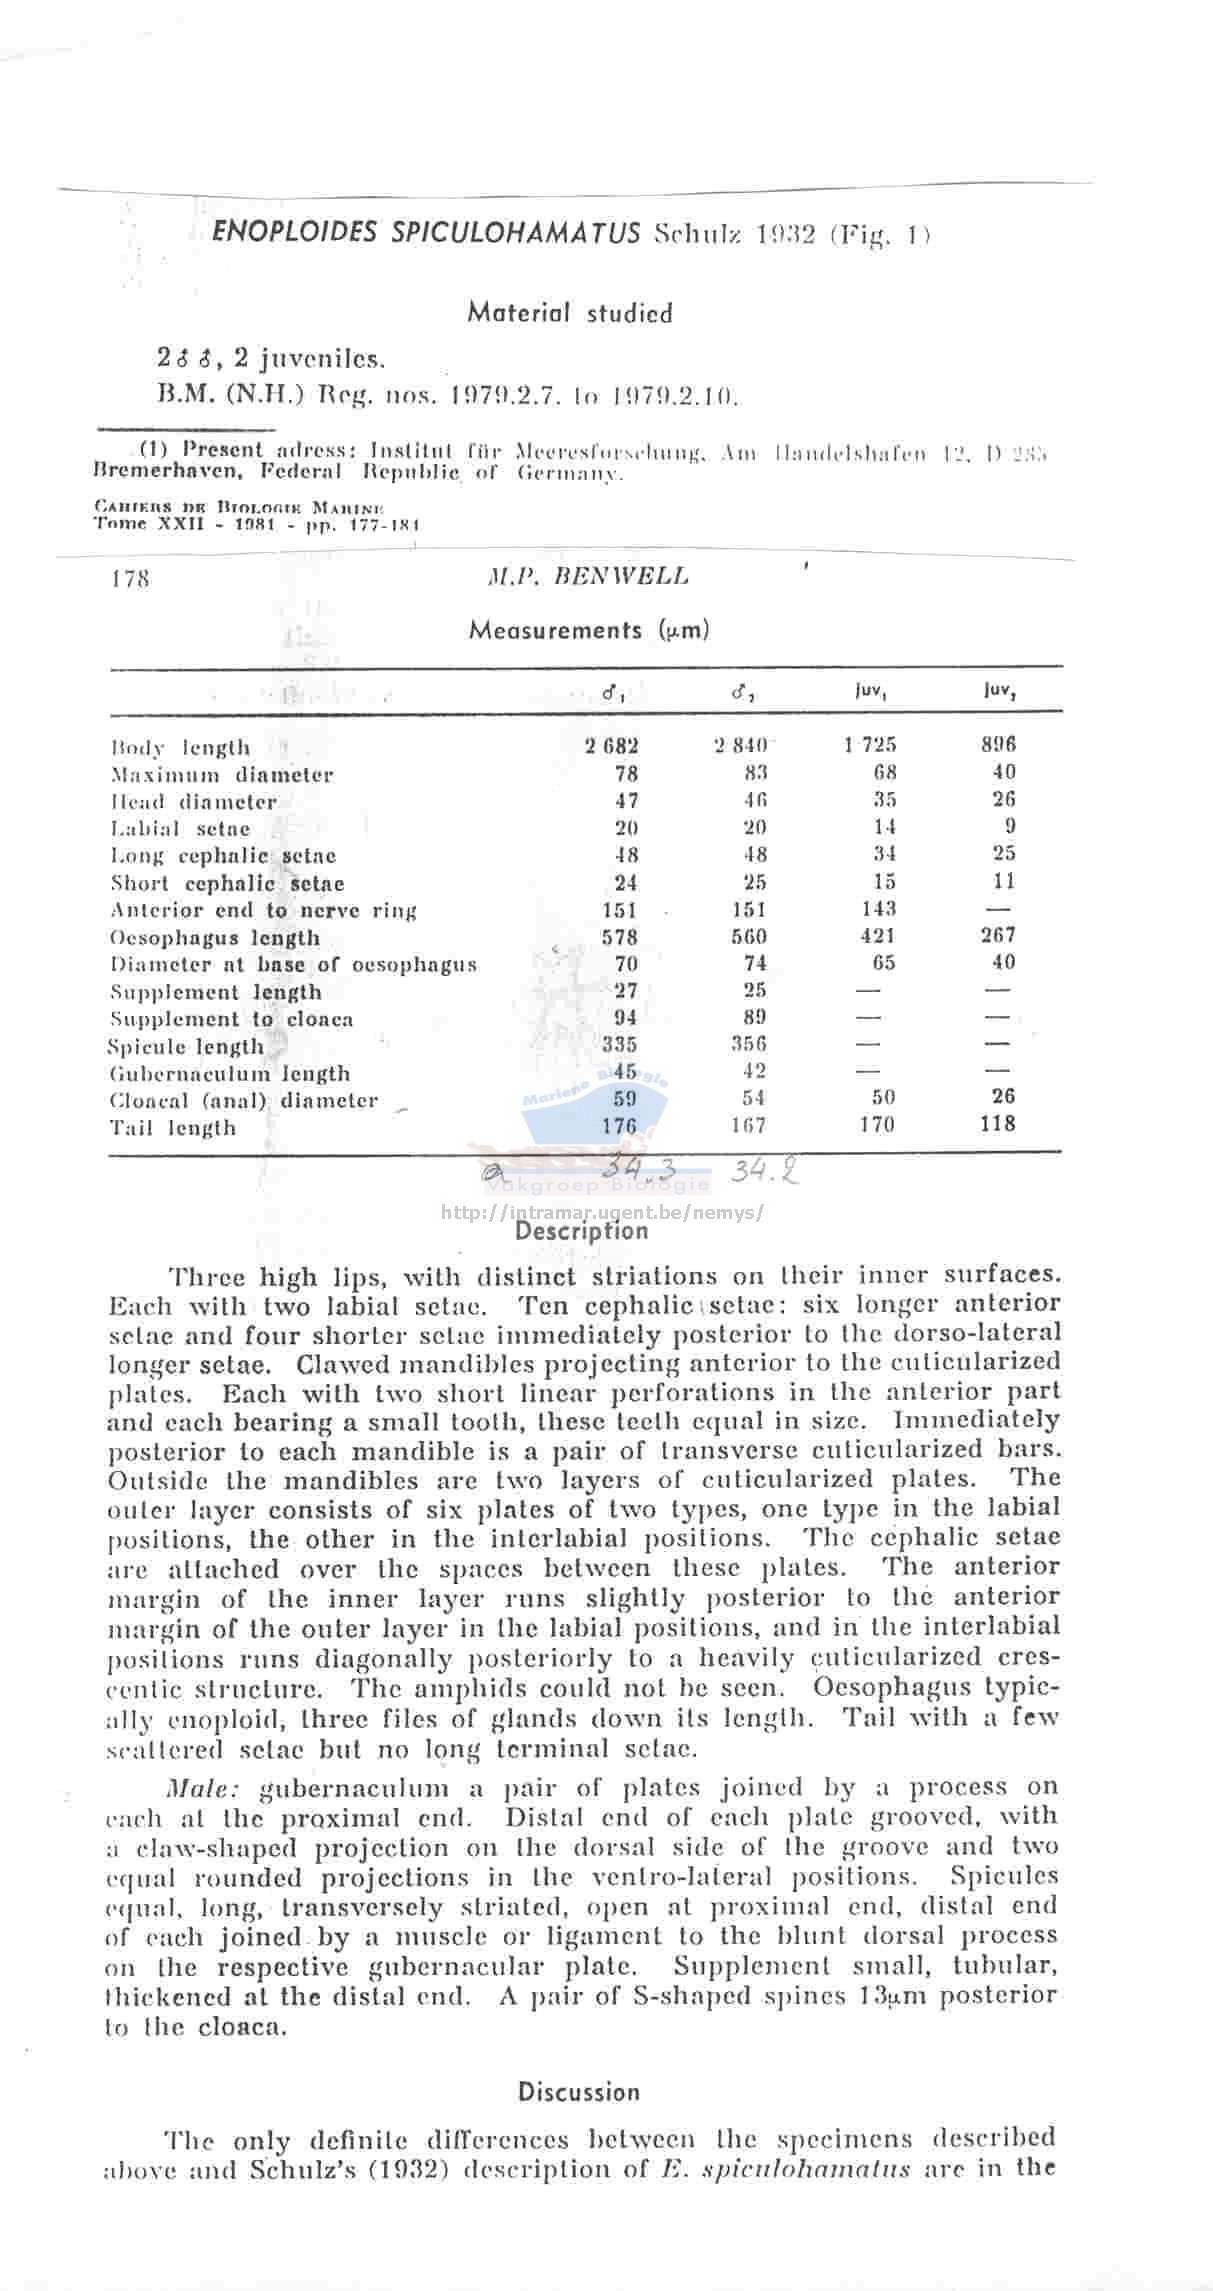 ENOPLOIDES SPICULOHAMATUS Schulz 1932 (Fig. 1)
Material studied
2 ♂ ♂, 2 juveniles.
B.M. (N.H.) Reg. nos. 1979.2.7. to 1979.2.10.
(1) Present adress: Institut für Meeresforschung, Am Handelshafen 12, D 285
Bremerhaven, Federal Republic of Germany.
CAHIERS DE BIOLOGIE MARINE
Tome XXII - 1981 - pp. 177-184
178 M.P. BENWELL
Measurements (µm)
♂1 ♂2 juv1 juv2
Body length 2 682 2 840 1 725 896
Maximum diameter 78 83 68 40
Head diameter 47 46 35 26
Labial setae 20 20 14 9
Long cephalic setae 48 48 34 25
Short cephalic setae 24 25 15 11
Anterior end to nerve ring 151 151 143 —
Oesophagus length 578 560 421 267
Diameter at base of oesophagus 70 74 65 40
Supplement length 27 25 — —
Supplement to cloaca 94 89 — —
Spicule length 335 356 — —
Gubernaculum length 45 42 — —
Cloacal (anal) diameter 59 54 50 26
Tail length 176 167 170 118
a 34.3 34.2
Mariene Biologie
Vakgroep Biologie
http://intramar.ugent.be/nemys/
Description
Three high lips, with distinct striations on their inner surfaces.
Each with two labial setae. Ten cephalic setae: six longer anterior
setae and four shorter setae immediately posterior to the dorso-lateral
longer setae. Clawed mandibles projecting anterior to the cuticularized
plates. Each with two short linear perforations in the anterior part
and each bearing a small tooth, these teeth equal in size. Immediately
posterior to each mandible is a pair of transverse cuticularized bars.
Outside the mandibles are two layers of cuticularized plates. The
outer layer consists of six plates of two types, one type in the labial
positions, the other in the interlabial positions. The cephalic setae
are attached over the spaces between these plates. The anterior
margin of the inner layer runs slightly posterior to the anterior
margin of the outer layer in the labial positions, and in the interlabial
positions runs diagonally posteriorly to a heavily cuticularized cres-
centic structure. The amphids could not be seen. Oesophagus typic-
ally enoploid, three files of glands down its length. Tail with a few
scattered setae but no long terminal setae.
Male: gubernaculum a pair of plates joined by a process on
each at the proximal end. Distal end of each plate grooved, with
a claw-shaped projection on the dorsal side of the groove and two
equal rounded projections in the ventro-lateral positions. Spicules
equal, long, transversely striated, open at proximal end, distal end
of each joined by a muscle or ligament to the blunt dorsal process
on the respective gubernacular plate. Supplement small, tubular,
thickened at the distal end. A pair of S-shaped spines 13µm posterior
to the cloaca.
Discussion
The only definite differences between the specimens described
above and Schulz's (1932) description of E. spiculohamatus are in the